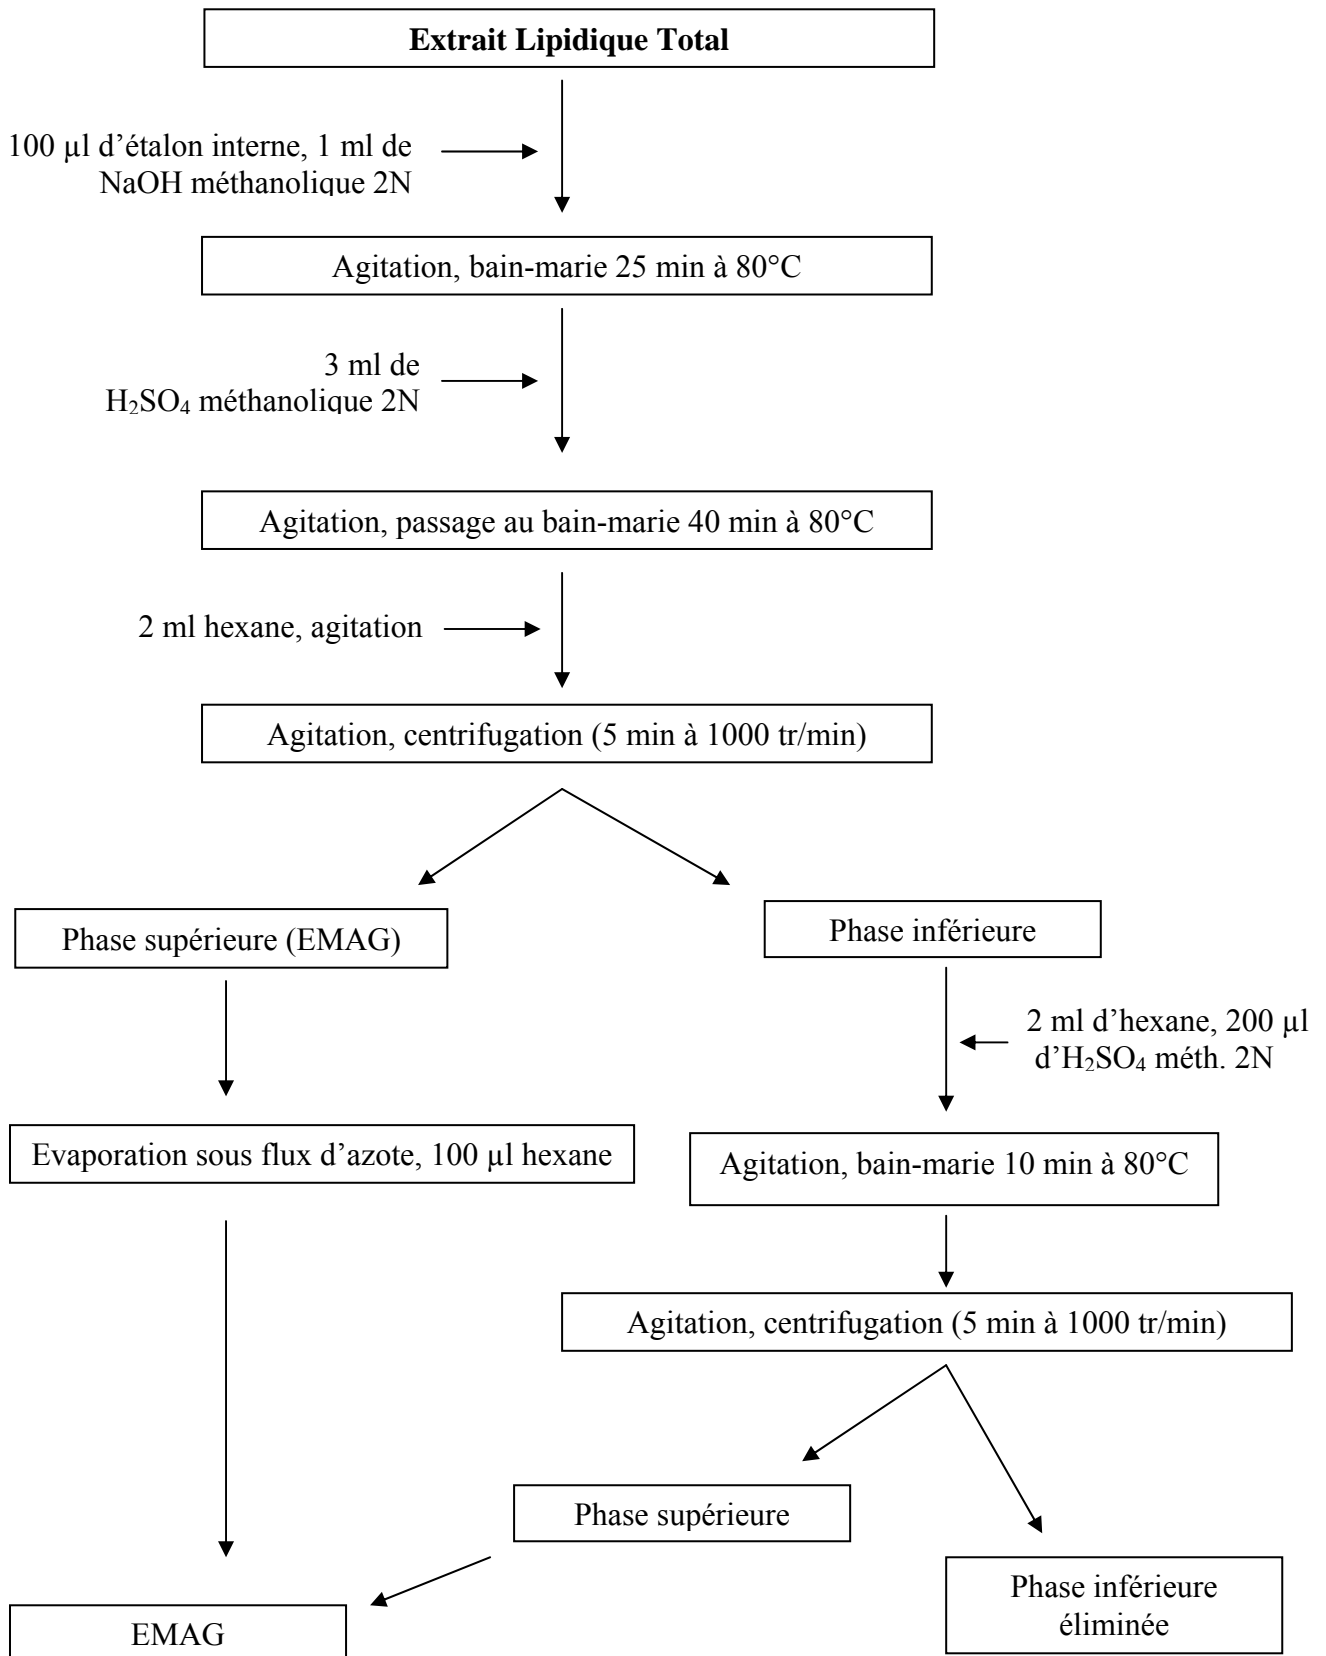 Extrait Lipidique Total
100 µl d’étalon interne, 1 ml de
NaOH méthanolique 2N
Agitation, bain-marie 25 min à 80°C
3 ml de
H₂SO₄ méthanolique 2N
Agitation, passage au bain-marie 40 min à 80°C
2 ml hexane, agitation
Agitation, centrifugation (5 min à 1000 tr/min)
Phase supérieure (EMAG)
Phase inférieure
2 ml d’hexane, 200 µl
d’H₂SO₄ méth. 2N
Evaporation sous flux d’azote, 100 µl hexane
Agitation, bain-marie 10 min à 80°C
Agitation, centrifugation (5 min à 1000 tr/min)
Phase supérieure
Phase inférieure
éliminée
EMAG